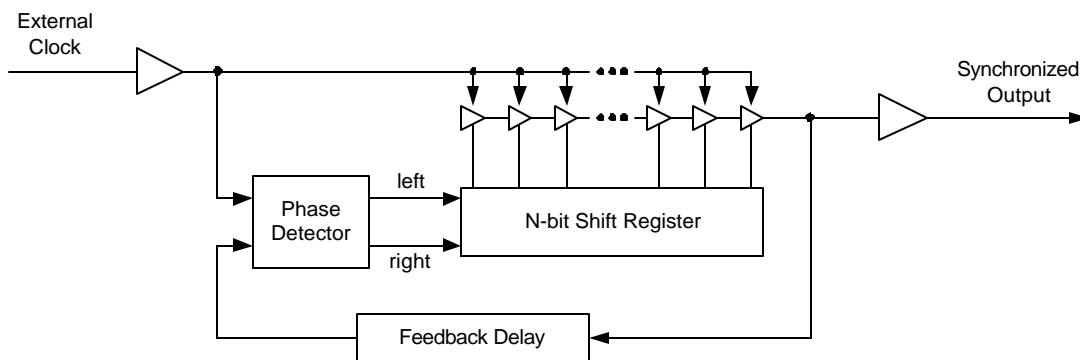 External
Clock
Synchronized
Output
left
Phase
Detector
N-bit Shift Register
right
Feedback Delay